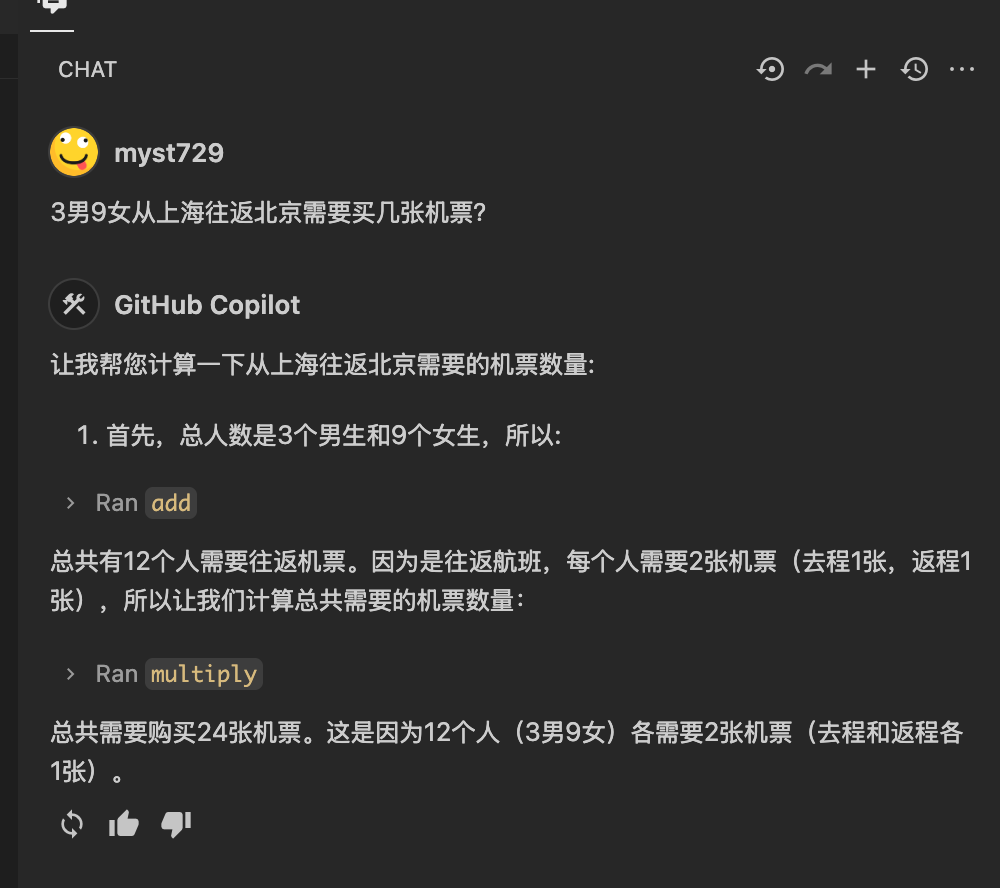 CHAT
myst729
3男9女从上海往返北京需要买几张机票?
GitHub Copilot
让我帮您计算一下从上海往返北京需要的机票数量:
1. 首先，总人数是3个男生和9个女生，所以:
Ran add
总共有12个人需要往返机票。因为是往返航班，每个人需要2张机票（去程1张，返程1
张），所以让我们计算总共需要的机票数量：
Ran multiply
总共需要购买24张机票。这是因为12个人（3男9女）各需要2张机票（去程和返程各
1张）。